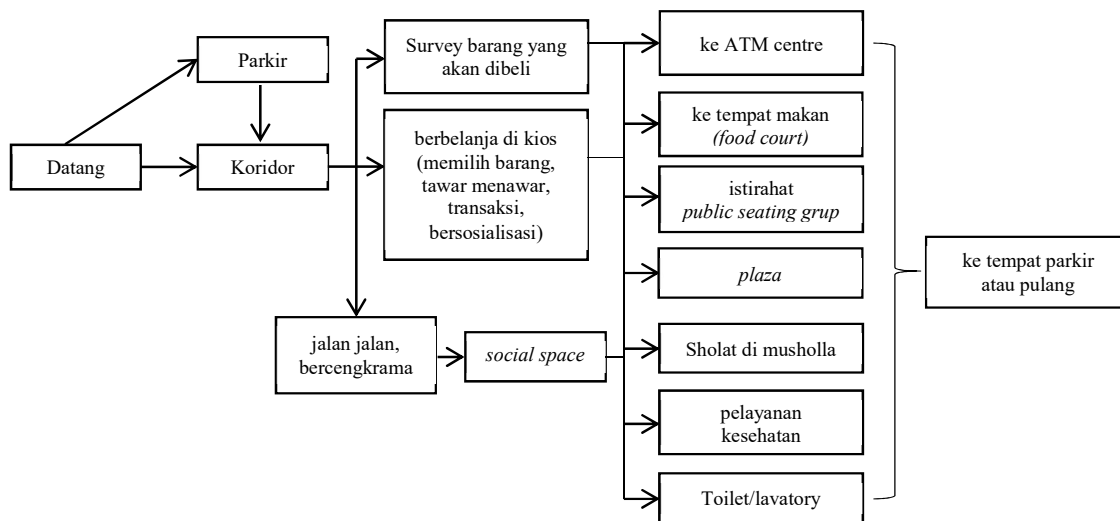 Parkir
Datang
Koridor
Survey barang yang
akan dibeli
berbelanja di kios
(memilih barang,
tawar menawar,
transaksi,
bersosialisasi)
jalan jalan,
bercengkrama
social space
ke ATM centre
ke tempat makan
(food court)
istirahat
public seating grup
plaza
Sholat di musholla
pelayanan
kesehatan
Toilet/lavatory
ke tempat parkir
atau pulang